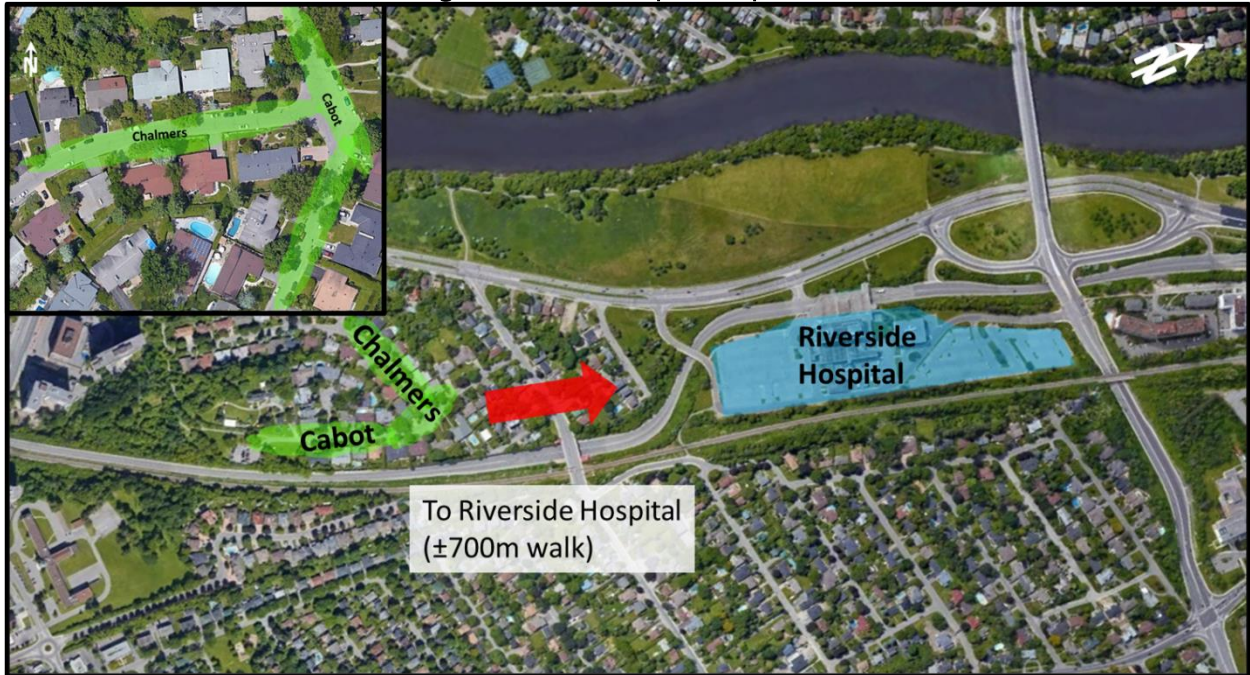 N
Chalmers
Cabot
N
Chalmers
Cabot
Riverside
Hospital
To Riverside Hospital
(±700m walk)